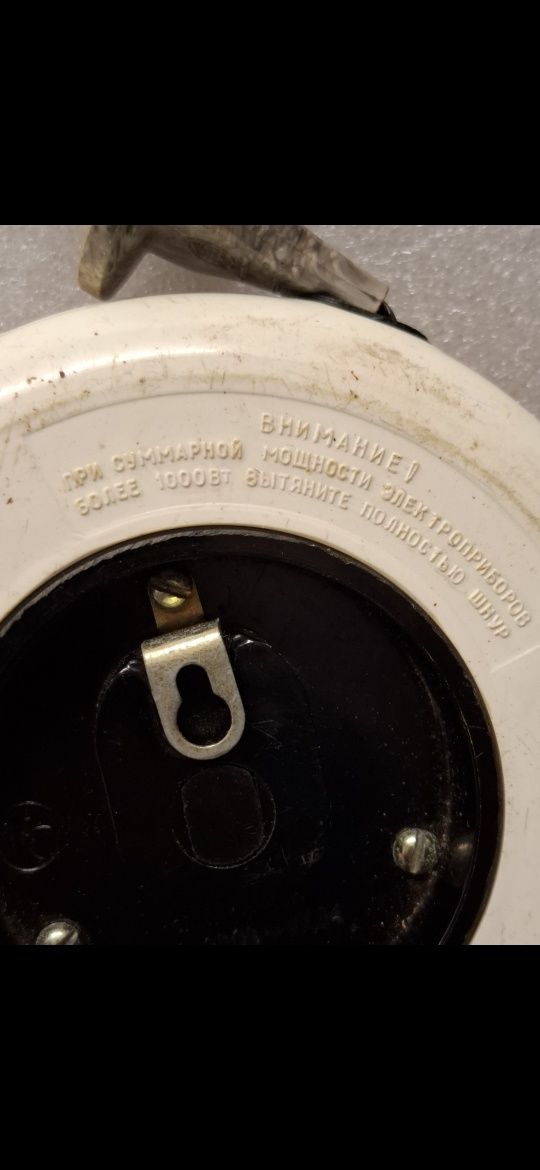 ВНИМАНИЕ!
ПРИ СУММАРНОЙ МОЩНОСТИ ЭЛЕКТРОПРИБОРОВ
БОЛЕЕ 1000ВТ ВЫТЯНИТЕ ПОЛНОСТЬЮ ШНУР